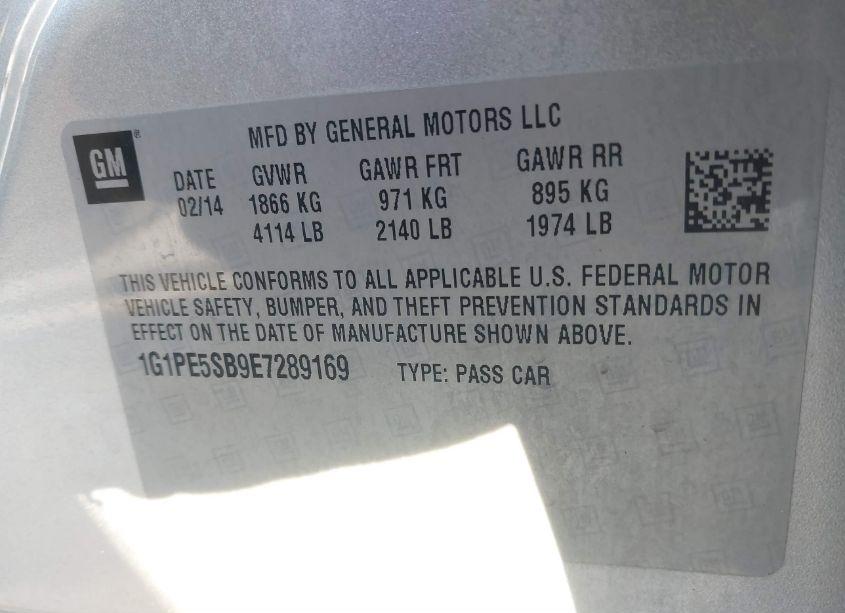 GM
MFD BY GENERAL MOTORS LLC
DATE GVWR GAWR FRT GAWR RR
02/14 1866 KG 971 KG 895 KG
4114 LB 2140 LB 1974 LB
THIS VEHICLE CONFORMS TO ALL APPLICABLE U.S. FEDERAL MOTOR
VEHICLE SAFETY, BUMPER, AND THEFT PREVENTION STANDARDS IN
EFFECT ON THE DATE OF MANUFACTURE SHOWN ABOVE.
1G1PE5SB9E7289169 TYPE: PASS CAR